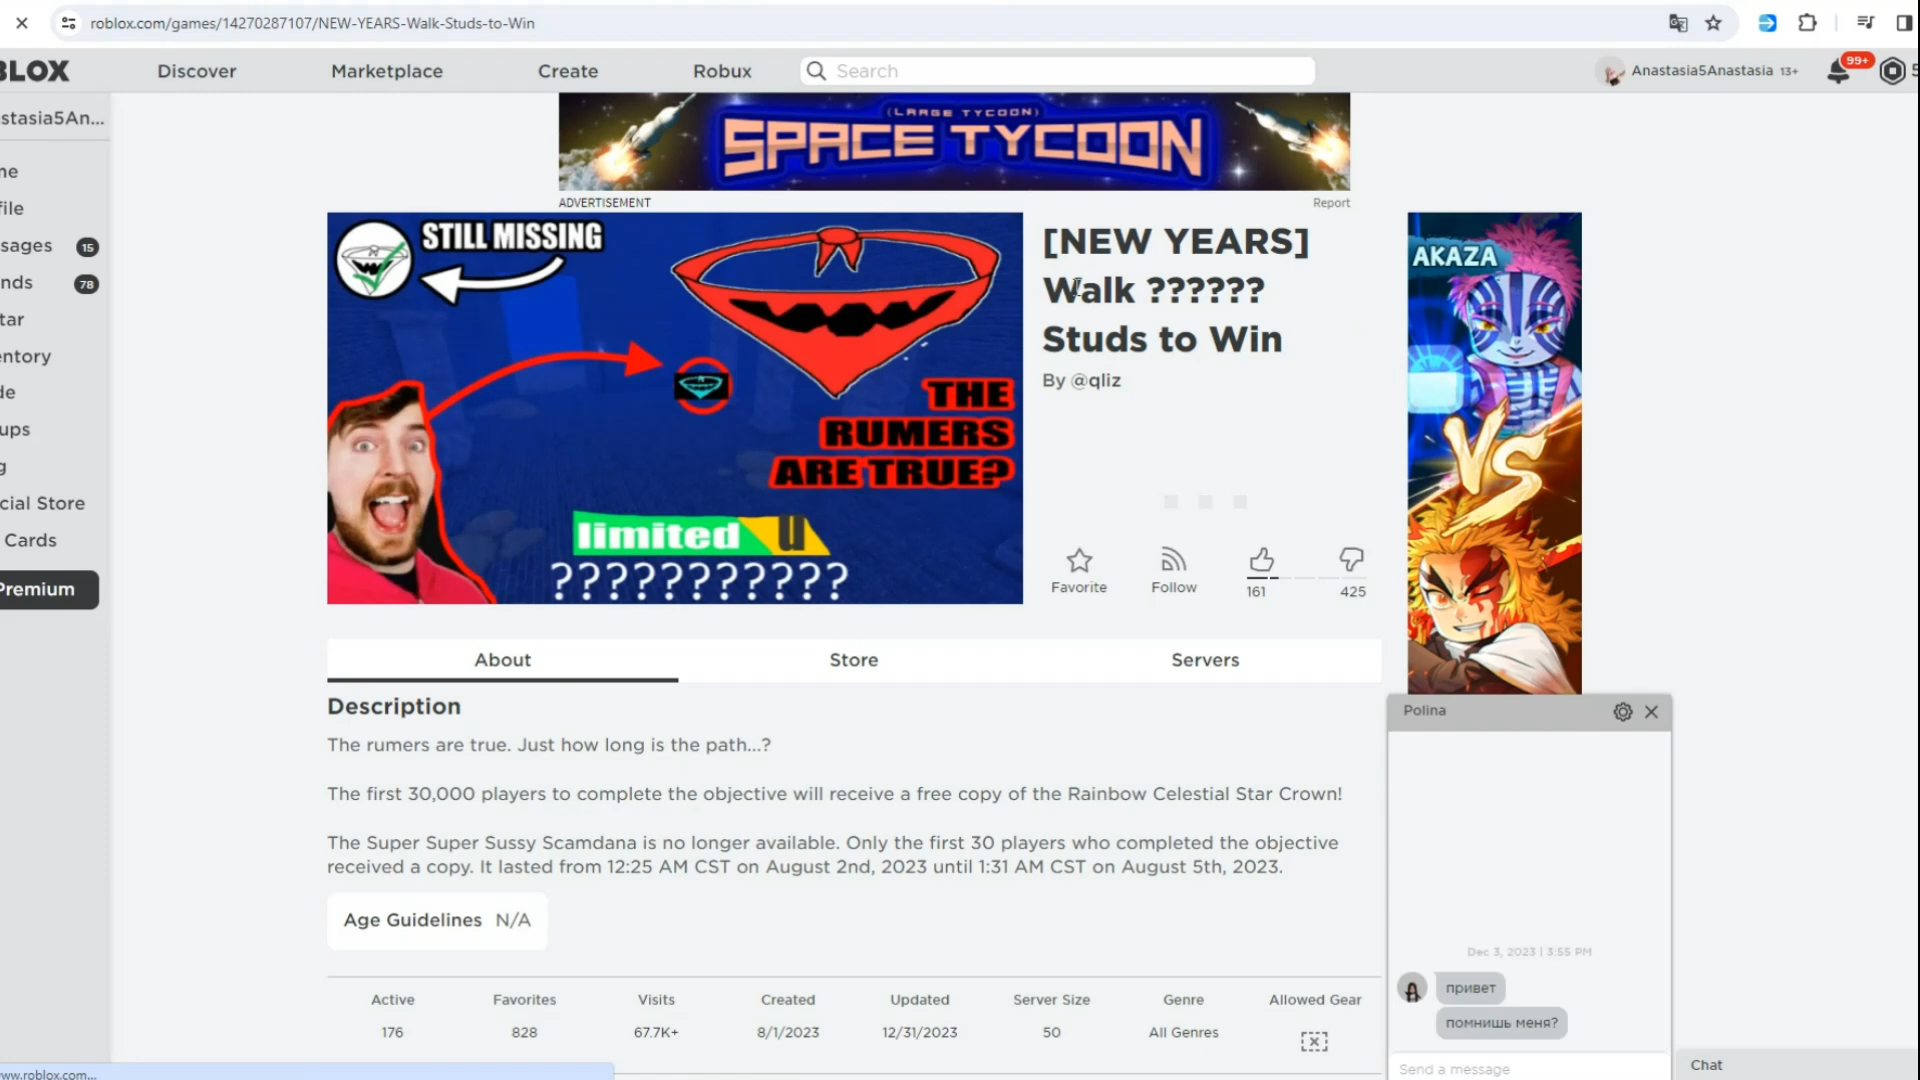 roblox.com/games/14270287107/NEW-YEARS-Walk-Studs-to-Win
BLOX
Discover
Marketplace
Create
Robux
Search
Anastasia5Anastasia 13+
99+
5
stasia5An...
me
file
sages 15
nds 78
tar
entory
de
ups
g
cial Store
Cards
Premium
(LARGE TYCOON)
SPACE TYCOON
ADVERTISEMENT
Report
STILL MISSING
THE
RUMERS
ARE TRUE?
limited U
???????????
[NEW YEARS]
Walk ??????
Studs to Win
By @qliz
Favorite
Follow
161
425
AKAZA
VS
About
Store
Servers
Description
The rumers are true. Just how long is the path...?
The first 30,000 players to complete the objective will receive a free copy of the Rainbow Celestial Star Crown!
The Super Super Sussy Scamdana is no longer available. Only the first 30 players who completed the objective
received a copy. It lasted from 12:25 AM CST on August 2nd, 2023 until 1:31 AM CST on August 5th, 2023.
Age Guidelines N/A
Active
Favorites
Visits
Created
Updated
Server Size
Genre
Allowed Gear
176
828
67.7K+
8/1/2023
12/31/2023
50
All Genres
Polina
Dec 3, 2023 | 3:55 PM
привет
помнишь меня?
Send a message
Chat
ww.roblox.com...